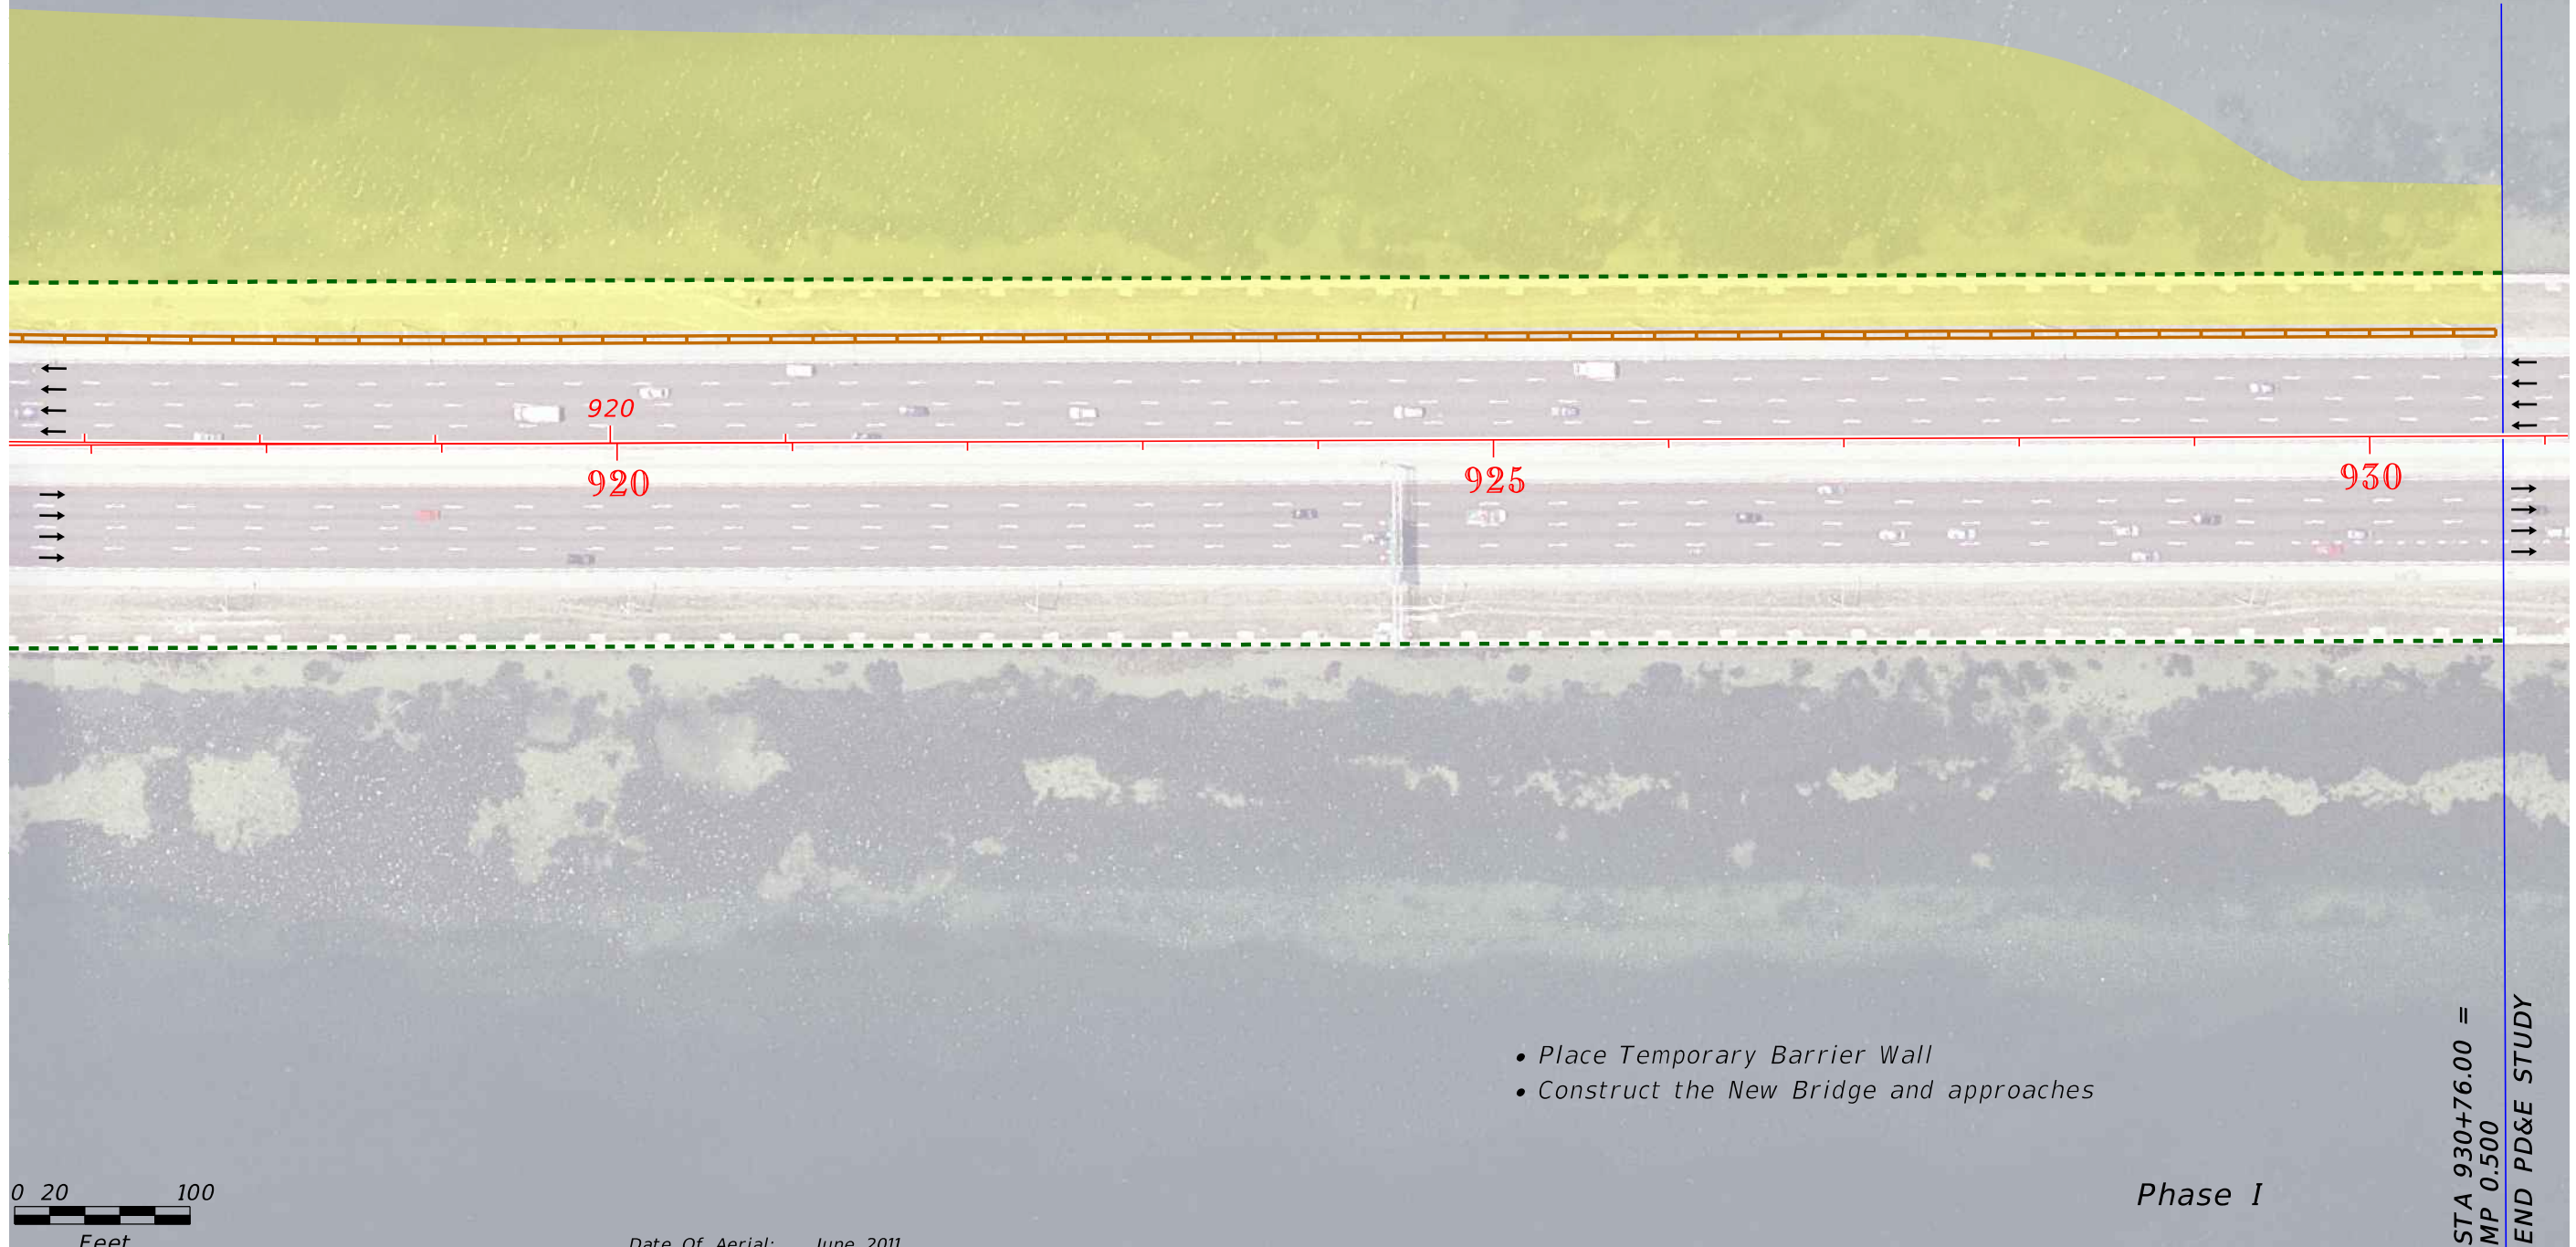 920
920
925
930
• Place Temporary Barrier Wall
• Construct the New Bridge and approaches
STA 930+76.00 =
MP 0.500
END PD&E STUDY
Phase I
0 20 100
Feet
Date Of Aerial: June 2011